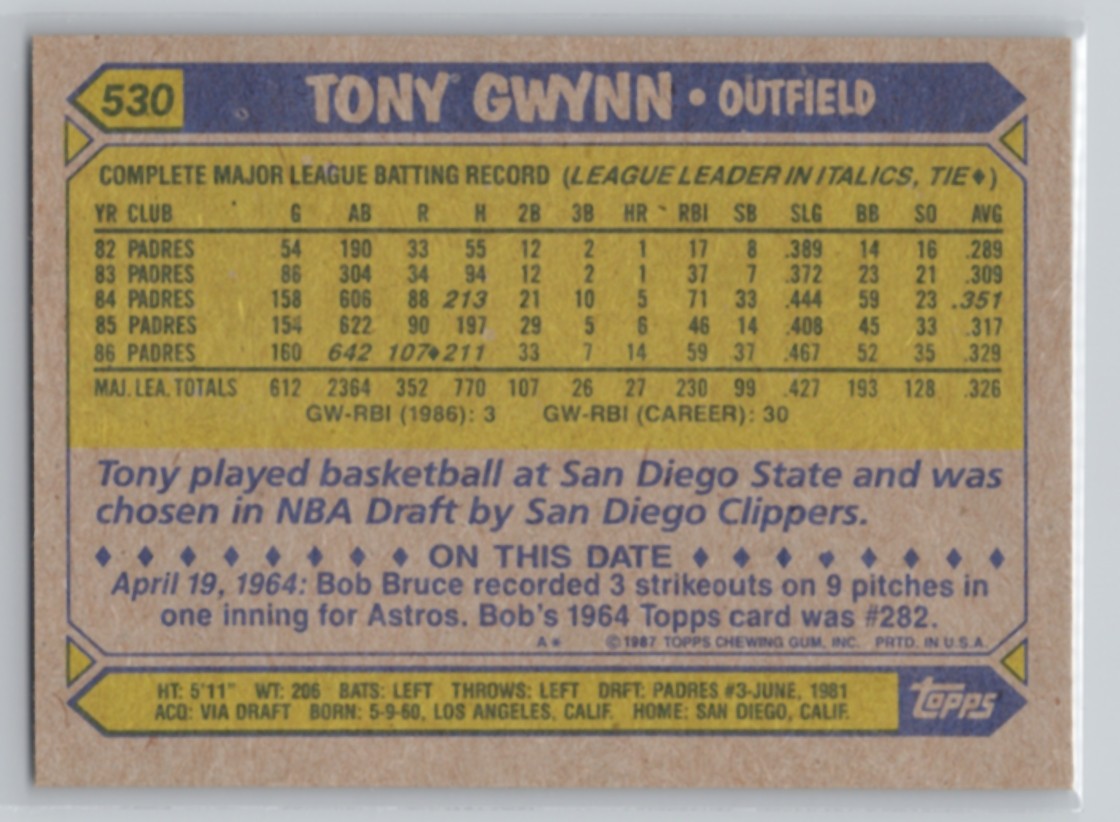 530 TONY GWYNN • OUTFIELD
COMPLETE MAJOR LEAGUE BATTING RECORD (LEAGUE LEADER IN ITALICS, TIE♦)
YR CLUB G AB R H 2B 3B HR RBI SB SLG BB SO AVG
82 PADRES 54 190 33 55 12 2 1 17 8 .389 14 16 .289
83 PADRES 86 304 34 94 12 2 1 37 7 .372 23 21 .309
84 PADRES 158 606 88 213 21 10 5 71 33 .444 59 23 .351
85 PADRES 154 622 90 197 29 5 6 46 14 .408 45 33 .317
86 PADRES 160 642 107♦ 211 33 7 14 59 37 .467 52 35 .329
MAJ. LEA. TOTALS 612 2364 352 770 107 26 27 230 99 .427 193 128 .326
GW-RBI (1986): 3 GW-RBI (CAREER): 30
Tony played basketball at San Diego State and was
chosen in NBA Draft by San Diego Clippers.
♦ ♦ ♦ ♦ ♦ ♦ ♦ ♦ ON THIS DATE ♦ ♦ ♦ ♦ ♦ ♦ ♦ ♦
April 19, 1964: Bob Bruce recorded 3 strikeouts on 9 pitches in
one inning for Astros. Bob's 1964 Topps card was #282.
A* ©1987 TOPPS CHEWING GUM, INC. PRTD. IN U.S.A.
HT: 5'11" WT: 206 BATS: LEFT THROWS: LEFT DRFT: PADRES #3-JUNE, 1981
ACQ: VIA DRAFT BORN: 5-9-60, LOS ANGELES, CALIF. HOME: SAN DIEGO, CALIF.
topps